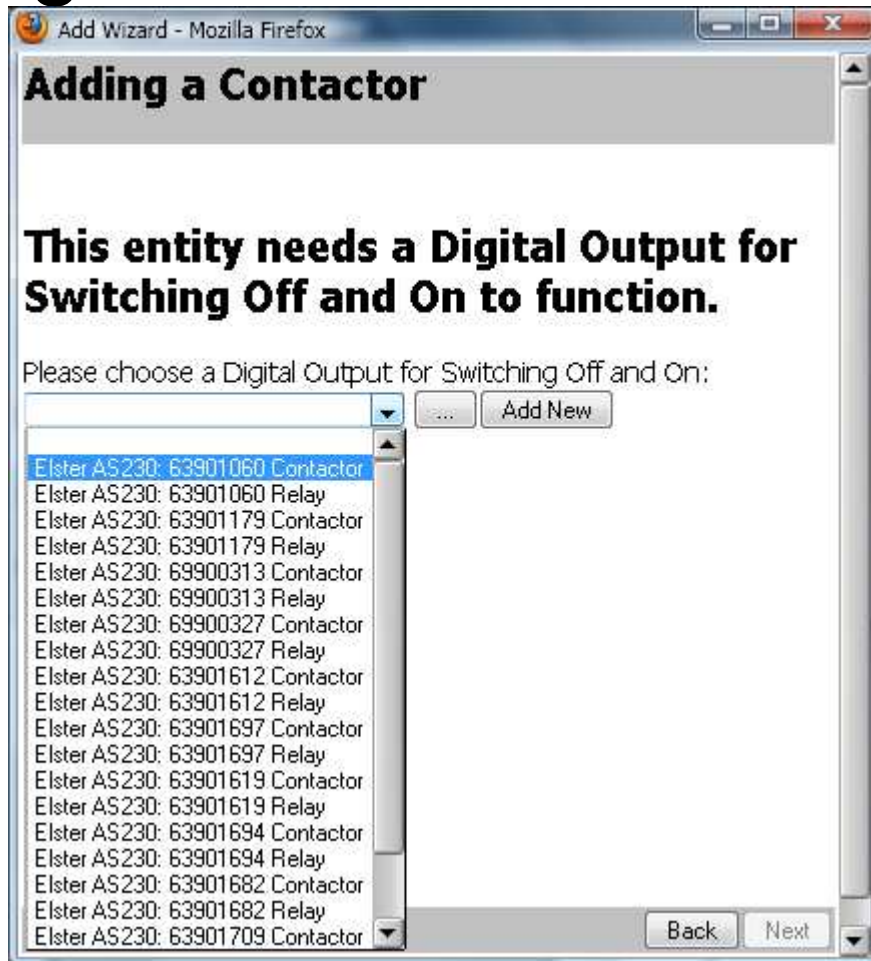 Add Wizard - Mozilla Firefox
Adding a Contactor
This entity needs a Digital Output for
Switching Off and On to function.
Please choose a Digital Output for Switching Off and On:
... Add New
Elster AS230: 63901060 Contactor
Elster AS230: 63901060 Relay
Elster AS230: 63901179 Contactor
Elster AS230: 63901179 Relay
Elster AS230: 69900313 Contactor
Elster AS230: 69900313 Relay
Elster AS230: 69900327 Contactor
Elster AS230: 69900327 Relay
Elster AS230: 63901612 Contactor
Elster AS230: 63901612 Relay
Elster AS230: 63901697 Contactor
Elster AS230: 63901697 Relay
Elster AS230: 63901619 Contactor
Elster AS230: 63901619 Relay
Elster AS230: 63901694 Contactor
Elster AS230: 63901694 Relay
Elster AS230: 63901682 Contactor
Elster AS230: 63901682 Relay
Elster AS230: 63901709 Contactor
Back Next